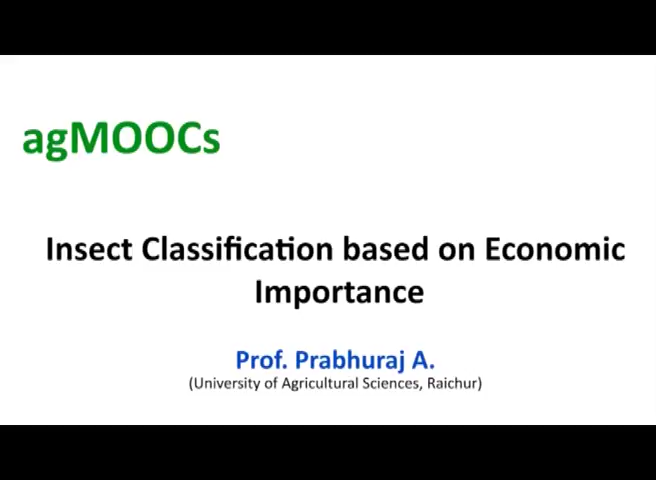 agMOOCs
Insect Classification based on Economic
Importance
Prof. Prabhuraj A.
(University of Agricultural Sciences, Raichur)